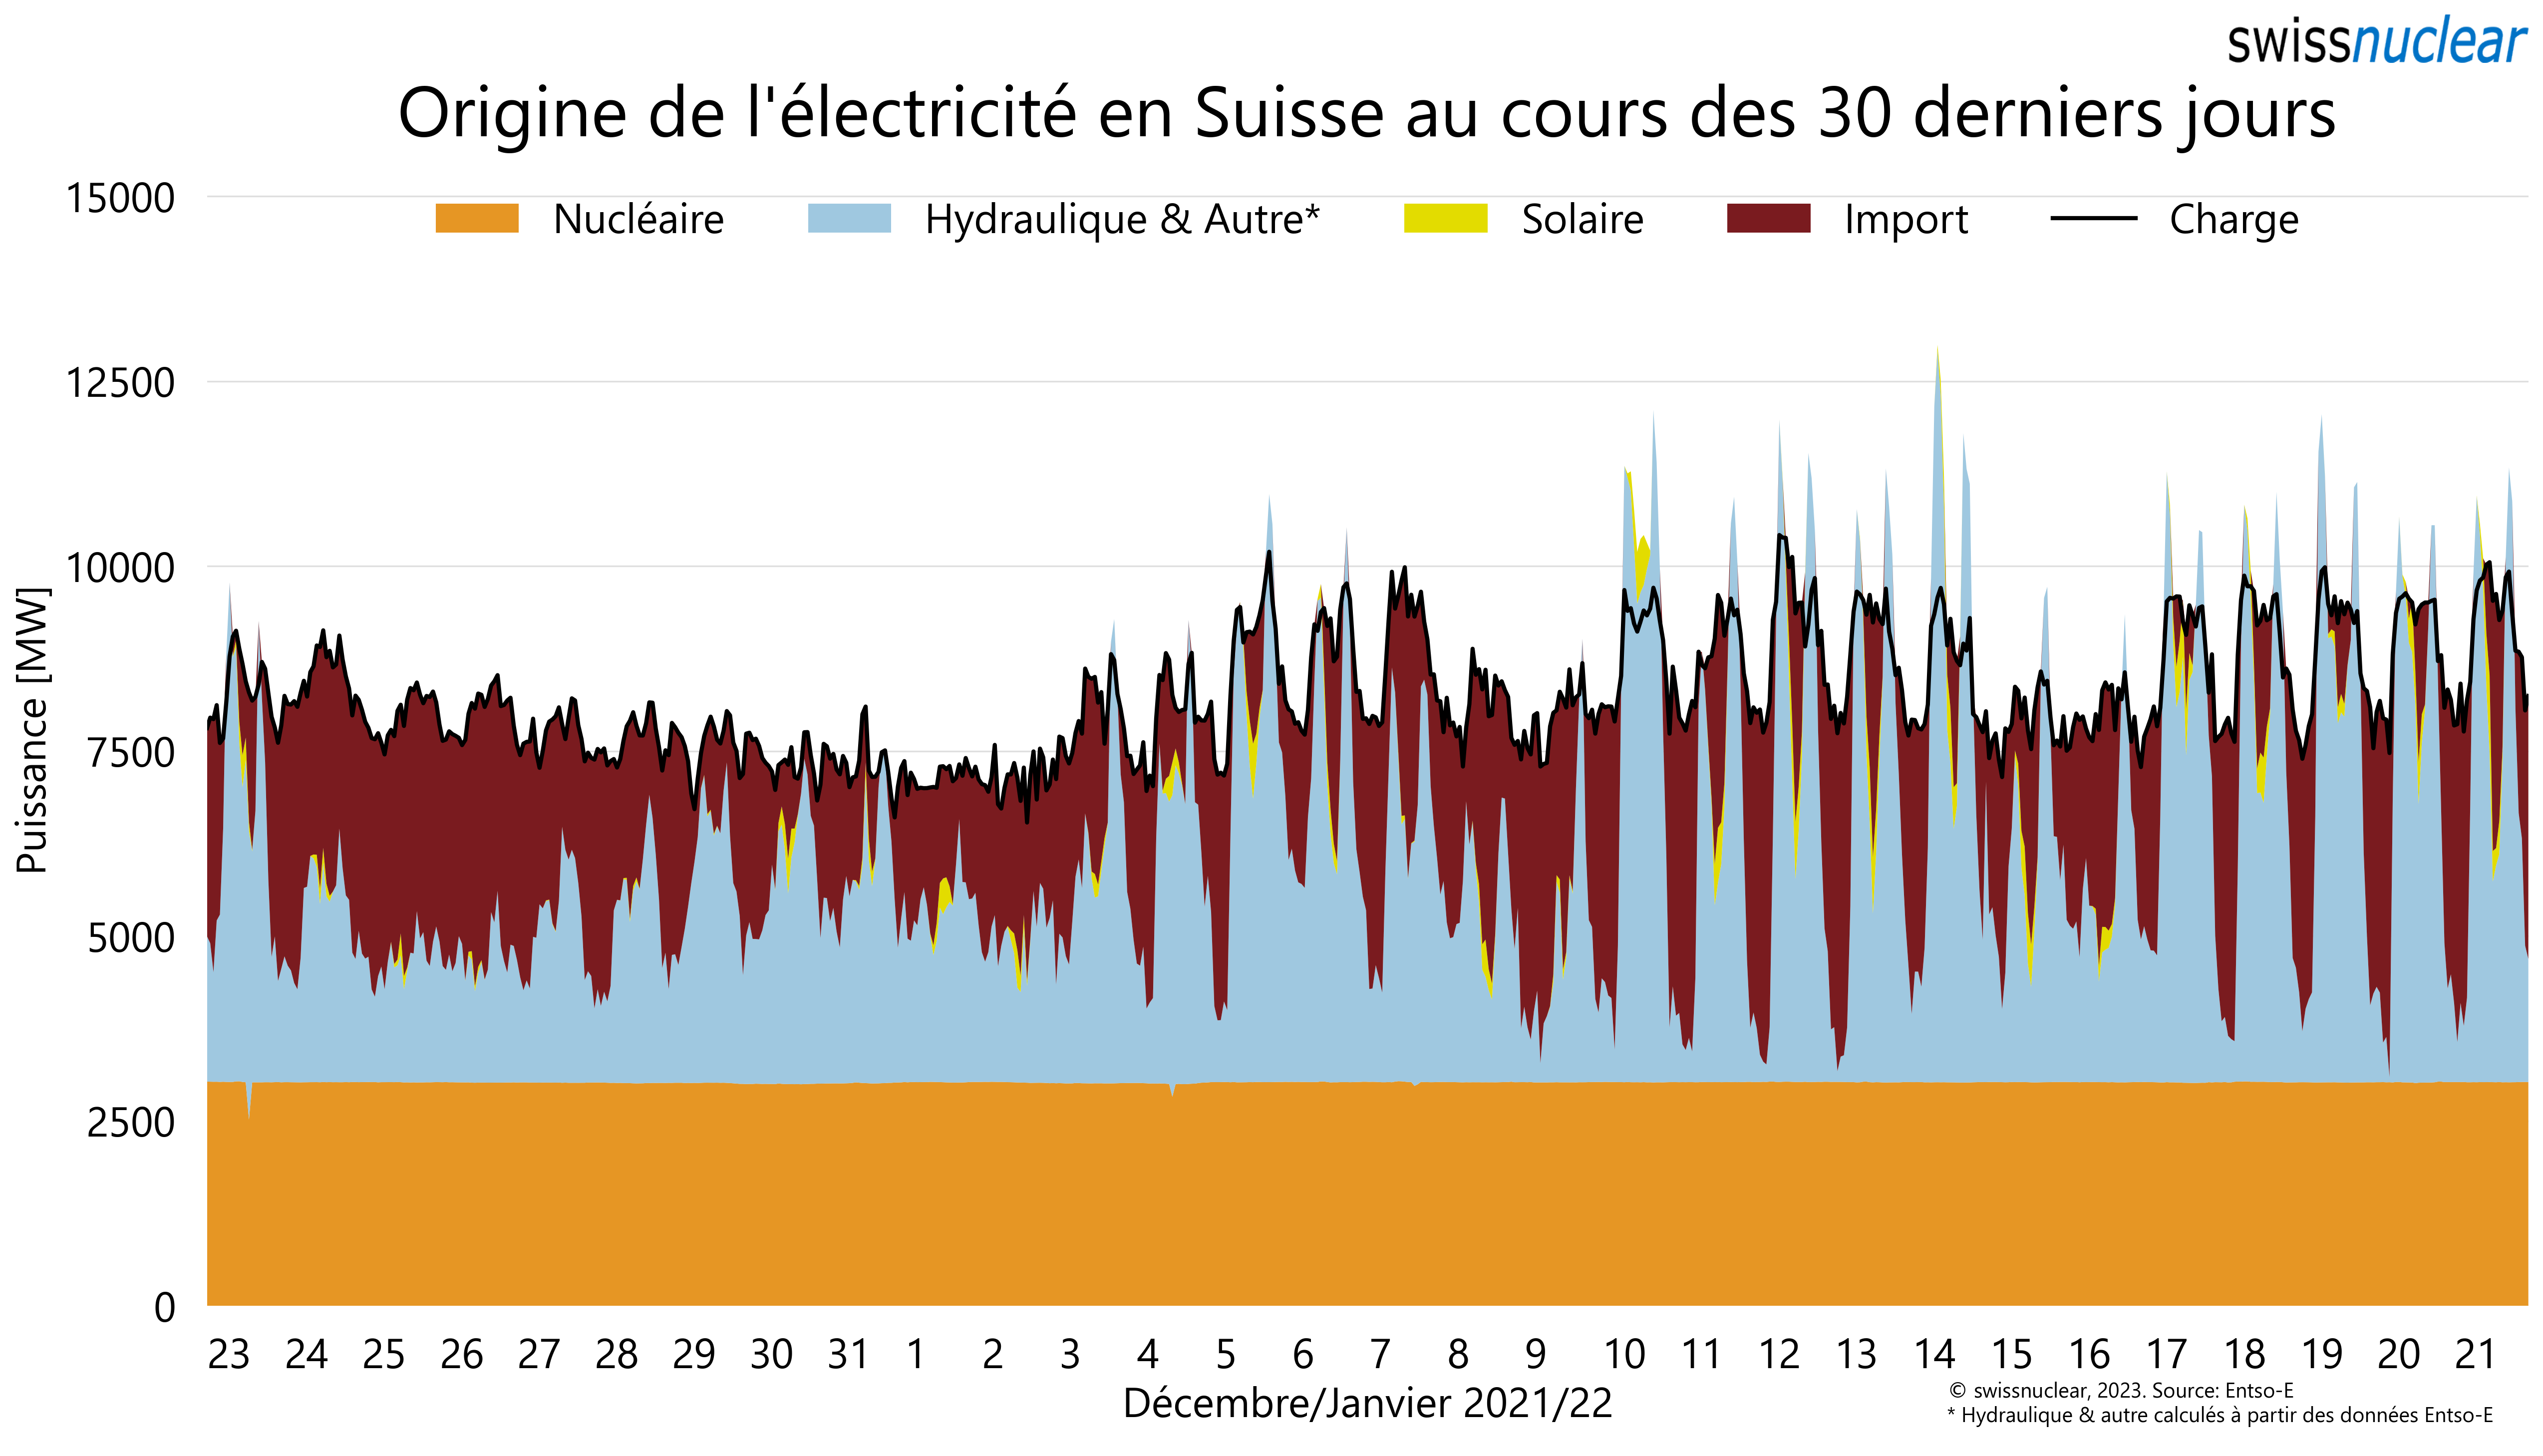 swissnuclear
Origine de l'électricité en Suisse au cours des 30 derniers jours
15000
Nucléaire Hydraulique & Autre* Solaire Import Charge
12500
10000
7500
5000
2500
0
Puissance [MW]
23 24 25 26 27 28 29 30 31 1 2 3 4 5 6 7 8 9 10 11 12 13 14 15 16 17 18 19 20 21
Décembre/Janvier 2021/22
© swissnuclear, 2023. Source: Entso-E
* Hydraulique & autre calculés à partir des données Entso-E